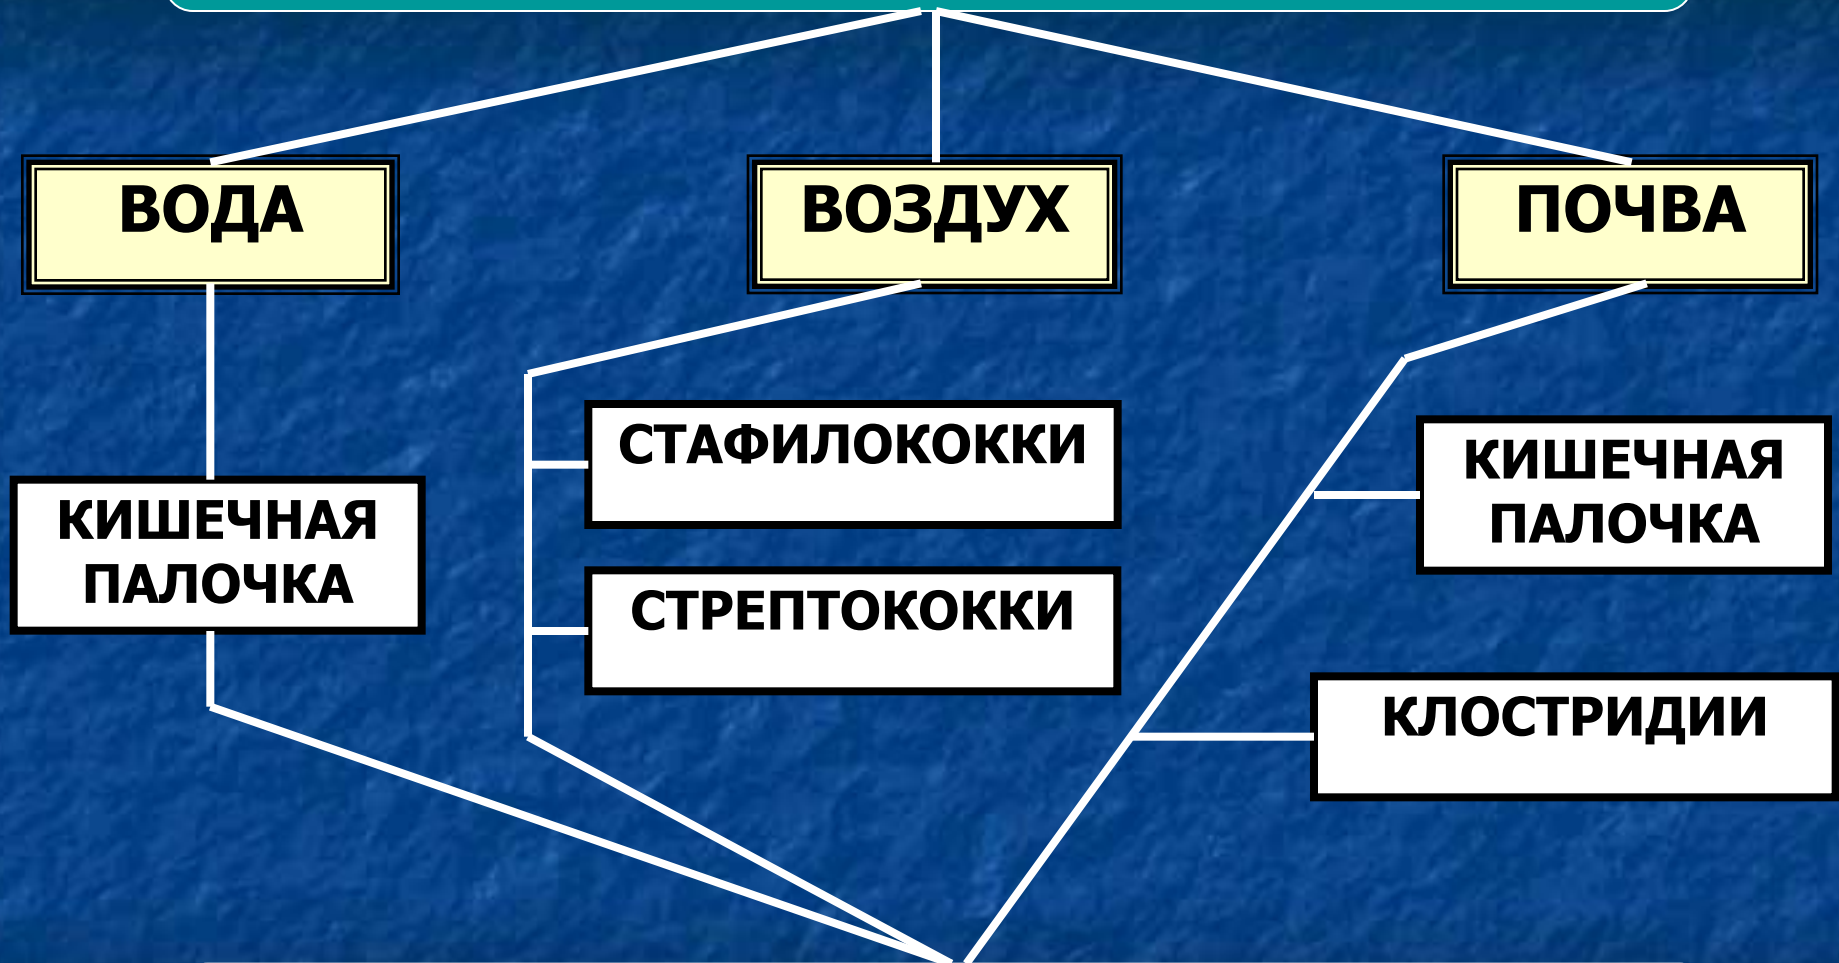 ВОДА
ВОЗДУХ
ПОЧВА
КИШЕЧНАЯ
ПАЛОЧКА
СТАФИЛОКОККИ
СТРЕПТОКОККИ
КИШЕЧНАЯ
ПАЛОЧКА
КЛОСТРИДИИ